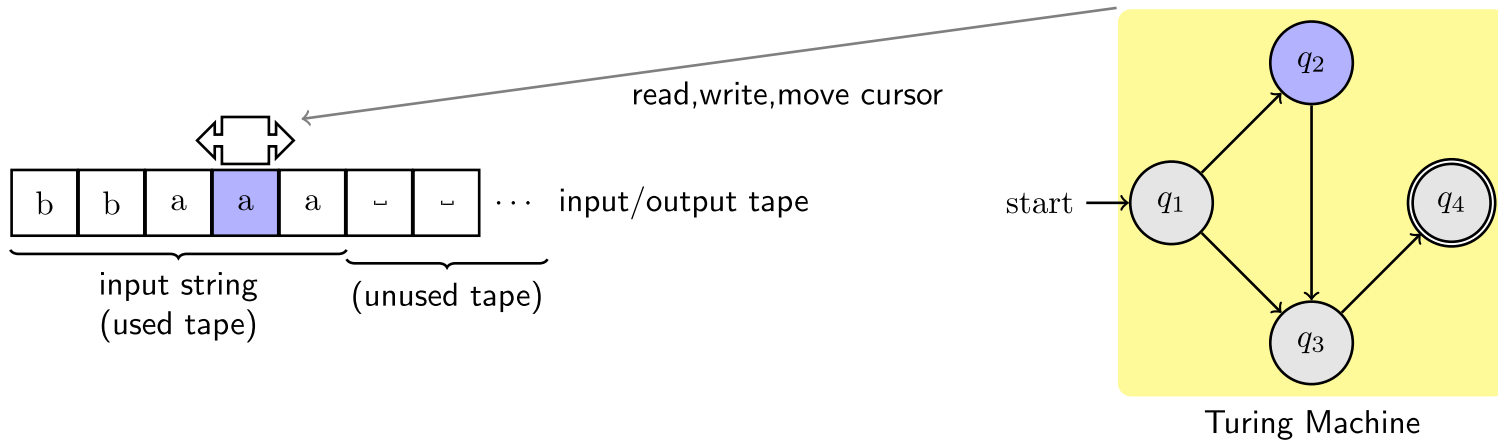 q2
read,write,move cursor
b b a a a ␣ ␣ ··· input/output tape
start q1 q4
input string
(used tape)
(unused tape)
q3
Turing Machine